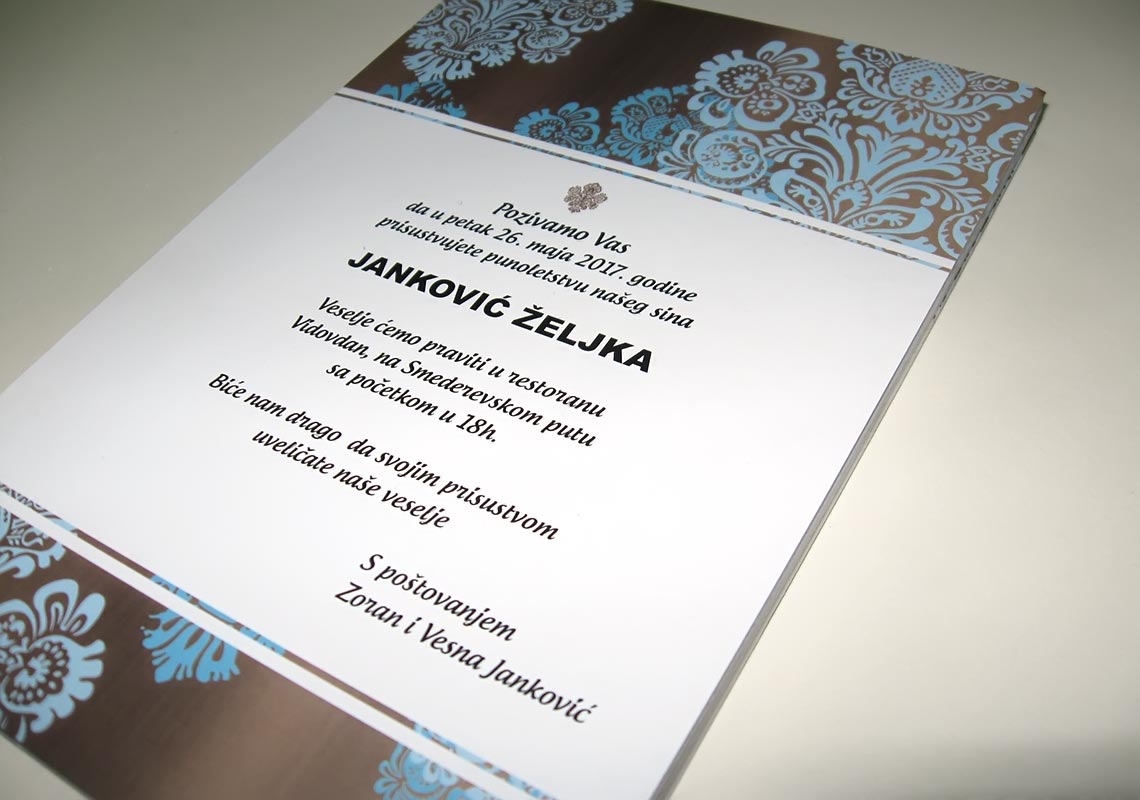 Pozivamo Vas
da u petak 26. maja 2017. godine
prisustvujete punoletstvu našeg sina
JANKOVIĆ ŽELJKA
Veselje ćemo praviti u restoranu
Vidovdan, na Smederevskom putu
sa početkom u 18h.
Biće nam drago da svojim prisustvom
uveličate naše veselje
S poštovanjem
Zoran i Vesna Janković